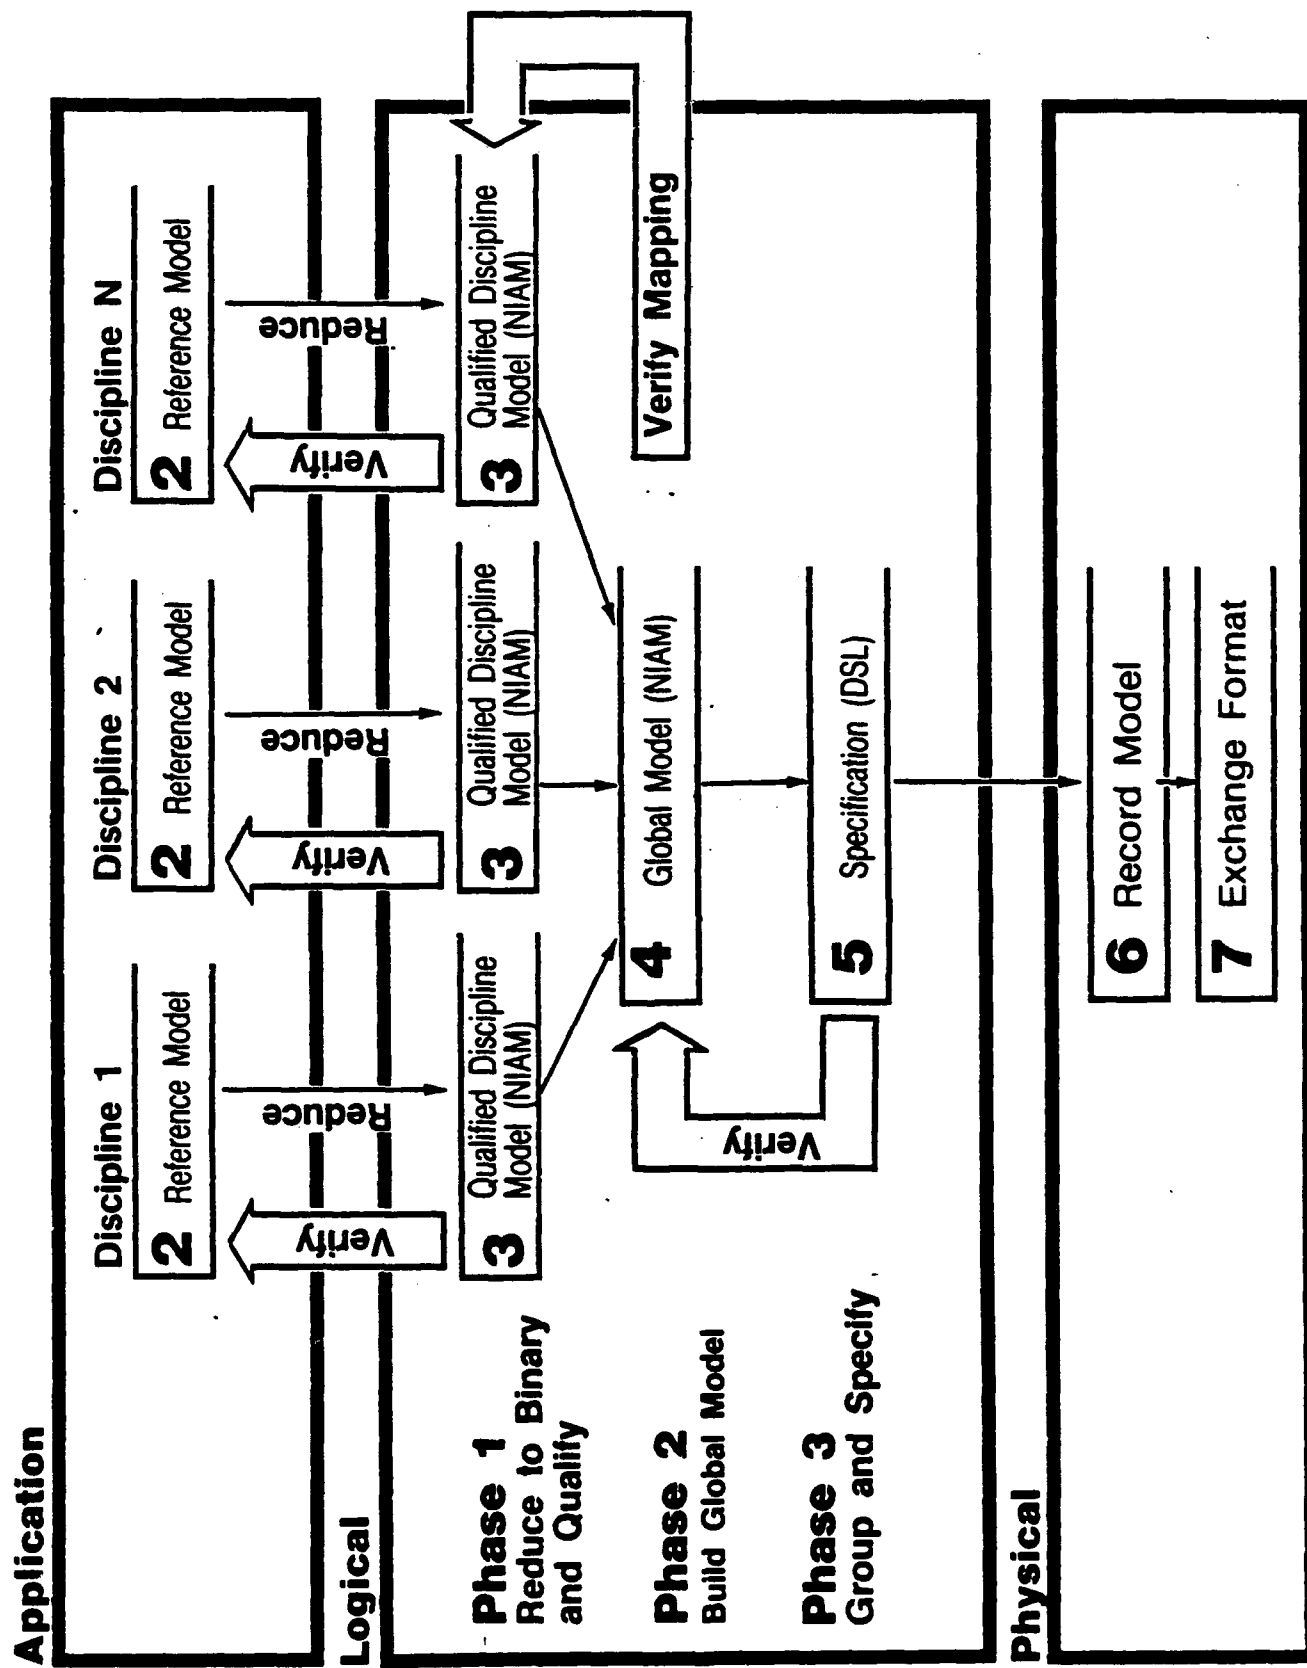 Application
Discipline 1
Discipline 2
Discipline N
2 Reference Model
2 Reference Model
2 Reference Model
Verify
Reduce
Verify
Reduce
Verify
Reduce
Logical
Phase 1
Reduce to Binary
and Qualify
3 Qualified Discipline
Model (NIAM)
3 Qualified Discipline
Model (NIAM)
3 Qualified Discipline
Model (NIAM)
Phase 2
Build Global Model
4 Global Model (NIAM)
Verify Mapping
Verify
Phase 3
Group and Specify
5 Specification (DSL)
Physical
6 Record Model
7 Exchange Format